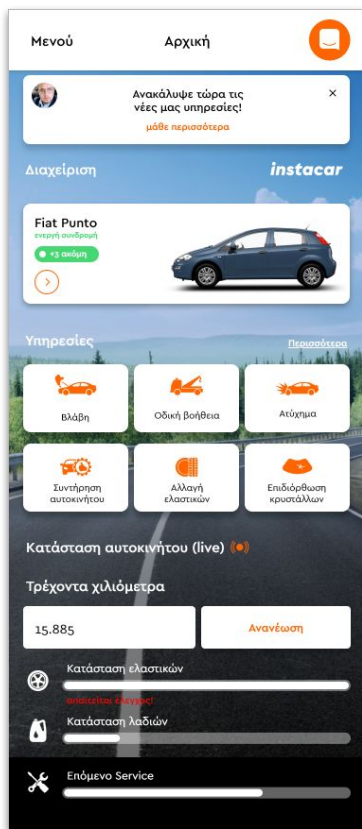 Μενού
Αρχική
Ανακάλυψε τώρα τις
νέες μας υπηρεσίες!
μάθε περισσότερα
Διαχείριση
instacar
Fiat Punto
ενεργή συνδρομή
+3 ακόμη
Υπηρεσίες
Περισσότερα
Βλάβη
Οδική βοήθεια
Ατύχημα
Συντήρηση
αυτοκινήτου
Αλλαγή
ελαστικών
Επιδιόρθωση
κρυστάλλων
Κατάσταση αυτοκινήτου (live)
Τρέχοντα χιλιόμετρα
15.885
Ανανέωση
Κατάσταση ελαστικών
απαιτείται έλεγχος!
Κατάσταση λαδιών
Επόμενο Service